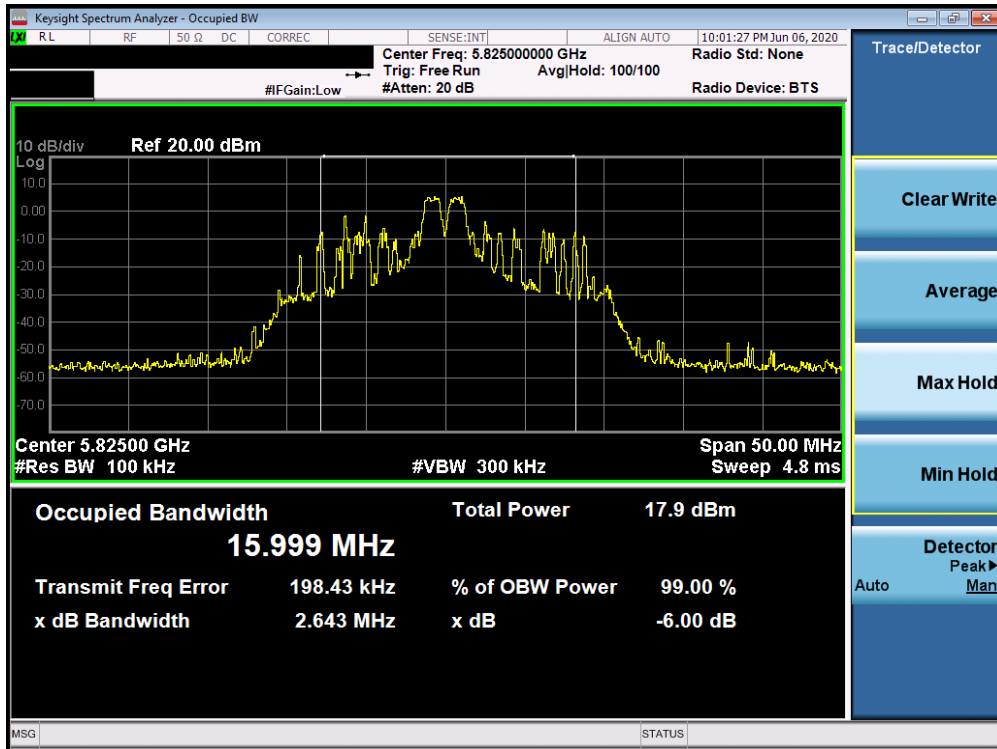 Keysight Spectrum Analyzer - Occupied BW
LXI RL RF 50 Ω DC CORREC SENSE:INT ALIGN AUTO 10:01:27 PM Jun 06, 2020
Center Freq: 5.825000000 GHz Radio Std: None
Trig: Free Run Avg|Hold: 100/100
#IFGain:Low #Atten: 20 dB Radio Device: BTS
10 dB/div Ref 20.00 dBm
Log
10.0
0.00
-10.0
-20.0
-30.0
-40.0
-50.0
-60.0
-70.0
Center 5.82500 GHz Span 50.00 MHz
#Res BW 100 kHz #VBW 300 kHz Sweep 4.8 ms
Occupied Bandwidth Total Power 17.9 dBm
15.999 MHz
Transmit Freq Error 198.43 kHz % of OBW Power 99.00 %
x dB Bandwidth 2.643 MHz x dB -6.00 dB
MSG STATUS
Trace/Detector
Clear Write
Average
Max Hold
Min Hold
Detector
Peak▶
Auto Man